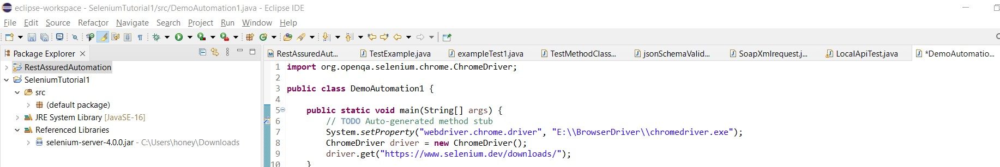 eclipse-workspace - SeleniumTutorial1/src/DemoAutomation1.java - Eclipse IDE
File Edit Source Refactor Navigate Search Project Run Window Help
Package Explorer
RestAssuredAutomation
SeleniumTutorial1
src
(default package)
JRE System Library [JavaSE-16]
Referenced Libraries
selenium-server-4.0.0.jar - C:\Users\honey\Downloads
RestAssuredAut... TestExample.java exampleTest1.java TestMethodClass... jsonSchemaValid... SoapXmlrequest.j... LocalApiTest.java *DemoAutomatio...
1 import org.openqa.selenium.chrome.ChromeDriver;
2
3 public class DemoAutomation1 {
4
5 public static void main(String[] args) {
6 // TODO Auto-generated method stub
7 System.setProperty("webdriver.chrome.driver", "E:\\BrowserDriver\\chromedriver.exe");
8 ChromeDriver driver = new ChromeDriver();
9 driver.get("https://www.selenium.dev/downloads/");
10 }